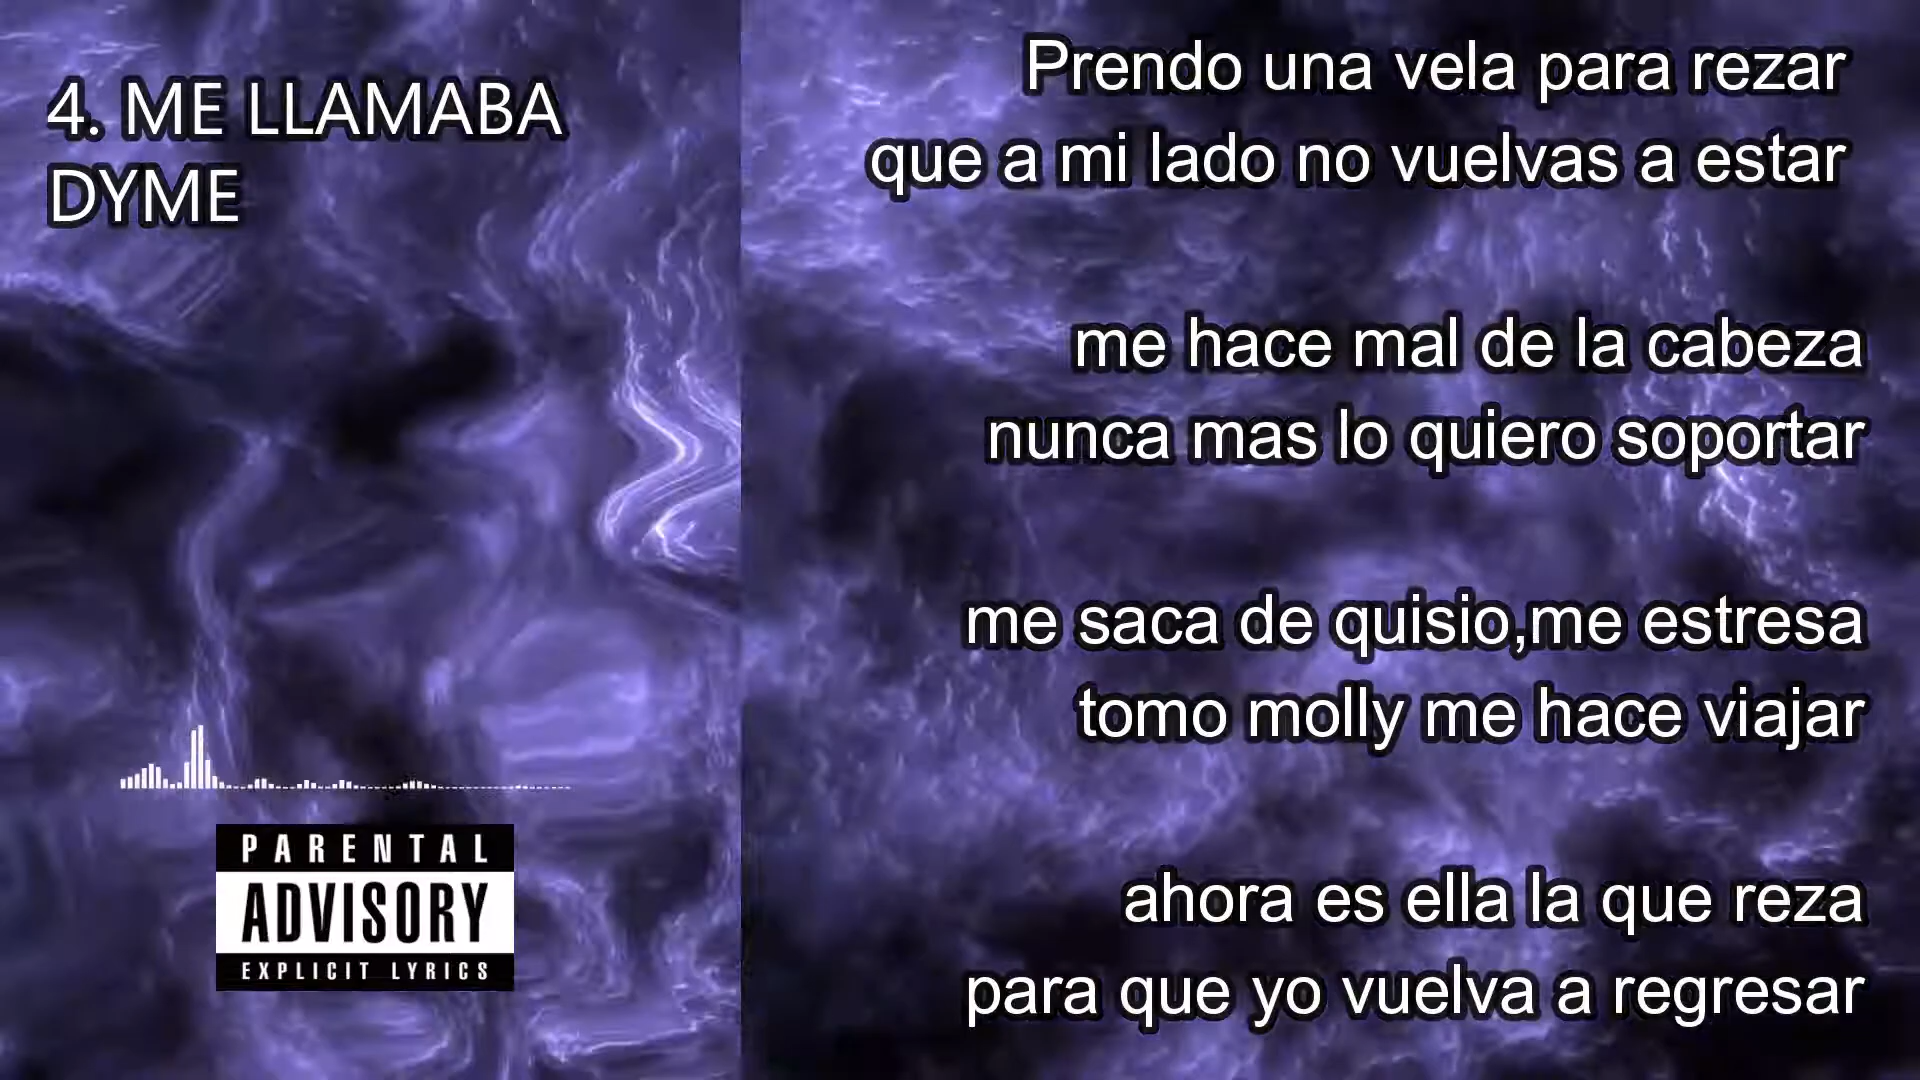 4. ME LLAMABA
DYME
Prendo una vela para rezar
que a mi lado no vuelvas a estar
me hace mal de la cabeza
nunca mas lo quiero soportar
me saca de quisio,me estresa
tomo molly me hace viajar
ahora es ella la que reza
para que yo vuelva a regresar
PARENTAL
ADVISORY
EXPLICIT LYRICS